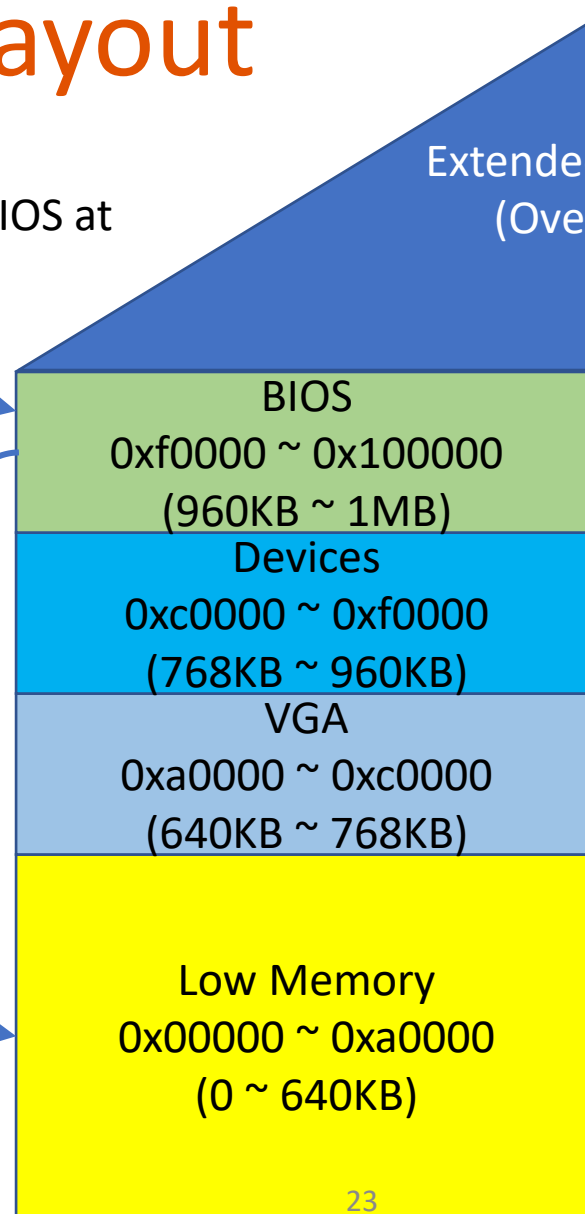 ayout
IOS at
Extende
(Ove
BIOS
0xf0000 ~ 0x100000
(960KB ~ 1MB)
Devices
0xc0000 ~ 0xf0000
(768KB ~ 960KB)
VGA
0xa0000 ~ 0xc0000
(640KB ~ 768KB)
Low Memory
0x00000 ~ 0xa0000
(0 ~ 640KB)
23